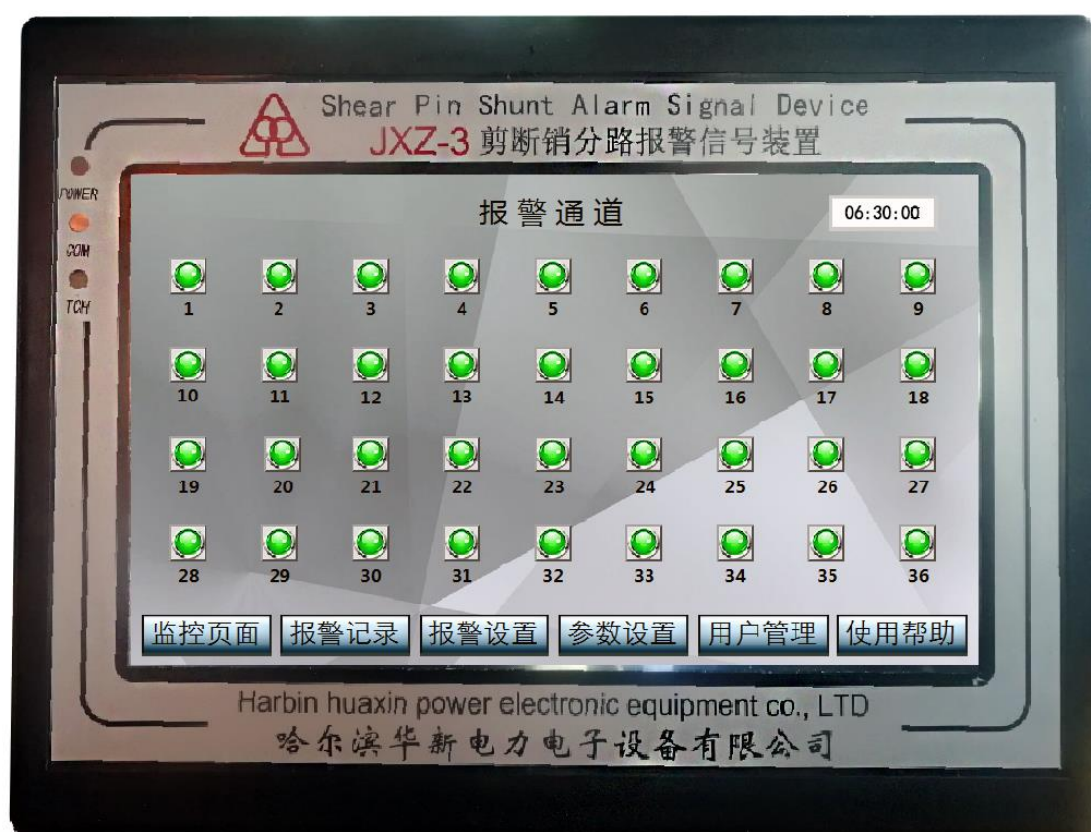 Shear Pin Shunt Alarm Signal Device
JXZ-3 剪断销分路报警信号装置
POWER
COM
TCH
报警通道
06:30:00
1 2 3 4 5 6 7 8 9
10 11 12 13 14 15 16 17 18
19 20 21 22 23 24 25 26 27
28 29 30 31 32 33 34 35 36
监控页面 报警记录 报警设置 参数设置 用户管理 使用帮助
Harbin huaxin power electronic equipment co., LTD
哈尔滨华新电力电子设备有限公司